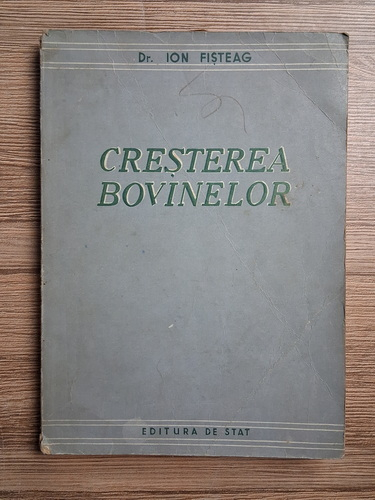 Dr. ION FIȘTEAG
CREȘTEREA
BOVINELOR
EDITURA DE STAT